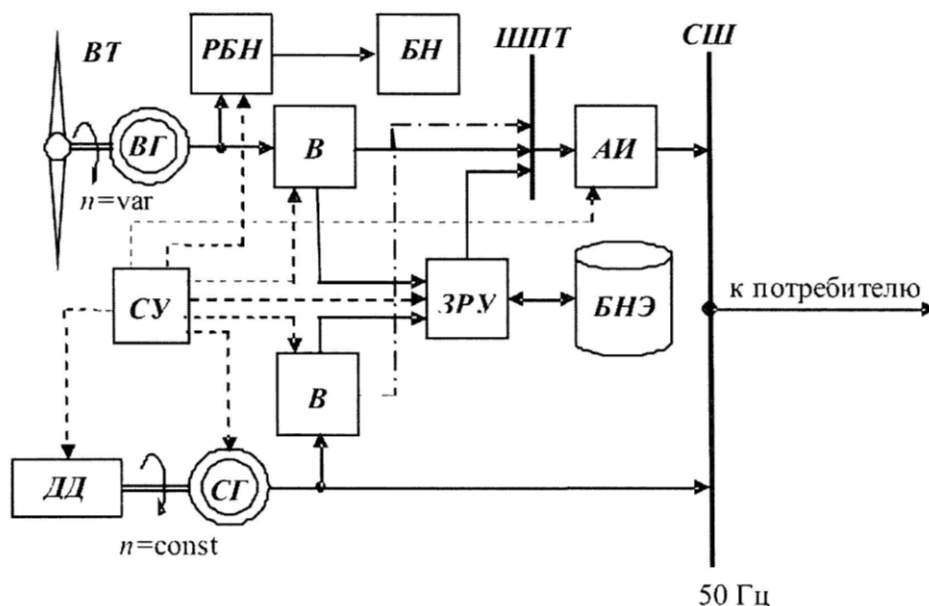 ВТ
РБН
БН
ШПТ
СШ
ВГ
В
АИ
n=var
СУ
ЗРУ
БНЭ
к потребителю
В
ДД
СГ
n=const
50 Гц